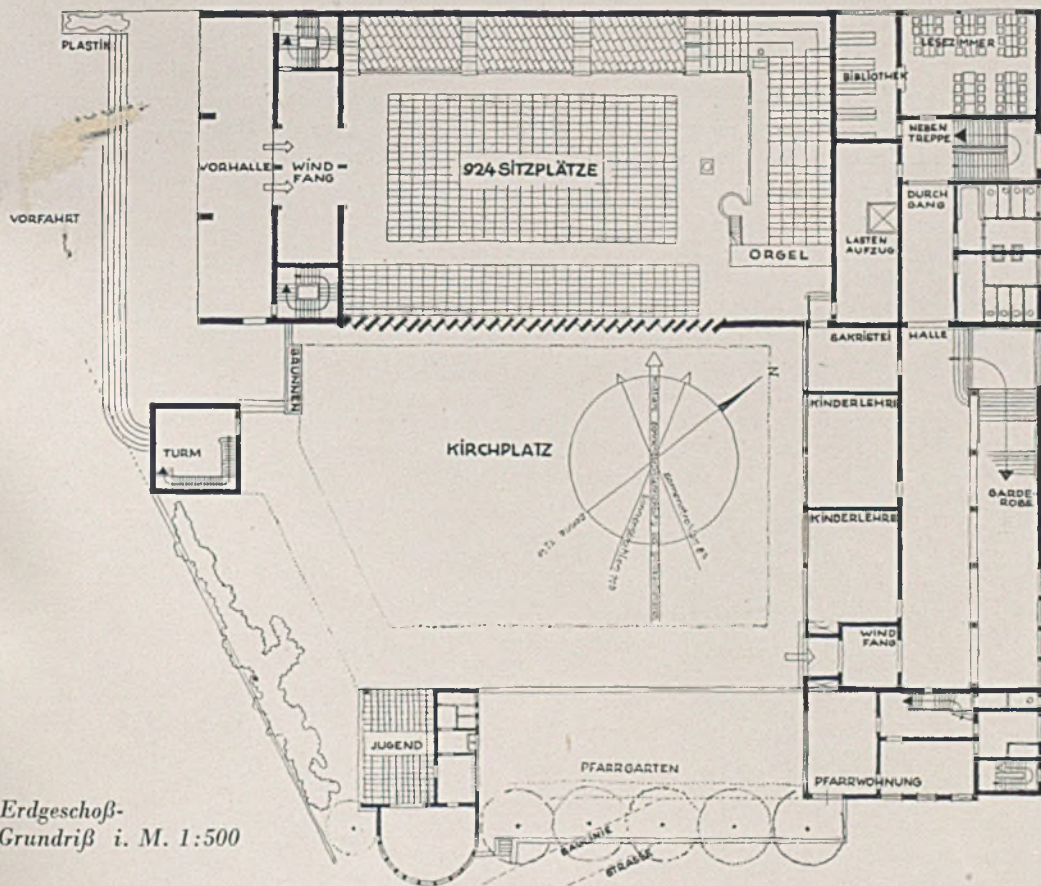 PLASTIK
LESEZIMMER
BIBLIOTHEK
NEBEN
TREPPE
VORHALLE
WIND
FANG
924 SITZPLÄTZE
VORFAHRT
DURCH
GANG
LASTEN
AUFZUG
ORGEL
SAKRISTEI
HALLE
BRUNNEN
N
KINDERLEHRE
KIRCHPLATZ
TURM
GARDE-
ROBE
KINDERLEHRE
WIND
FANG
JUGEND
PFARRGARTEN
PFARRWOHNUNG
BAULINIE
STRASSE
Erdgeschoß-
Grundriß i. M. 1:500